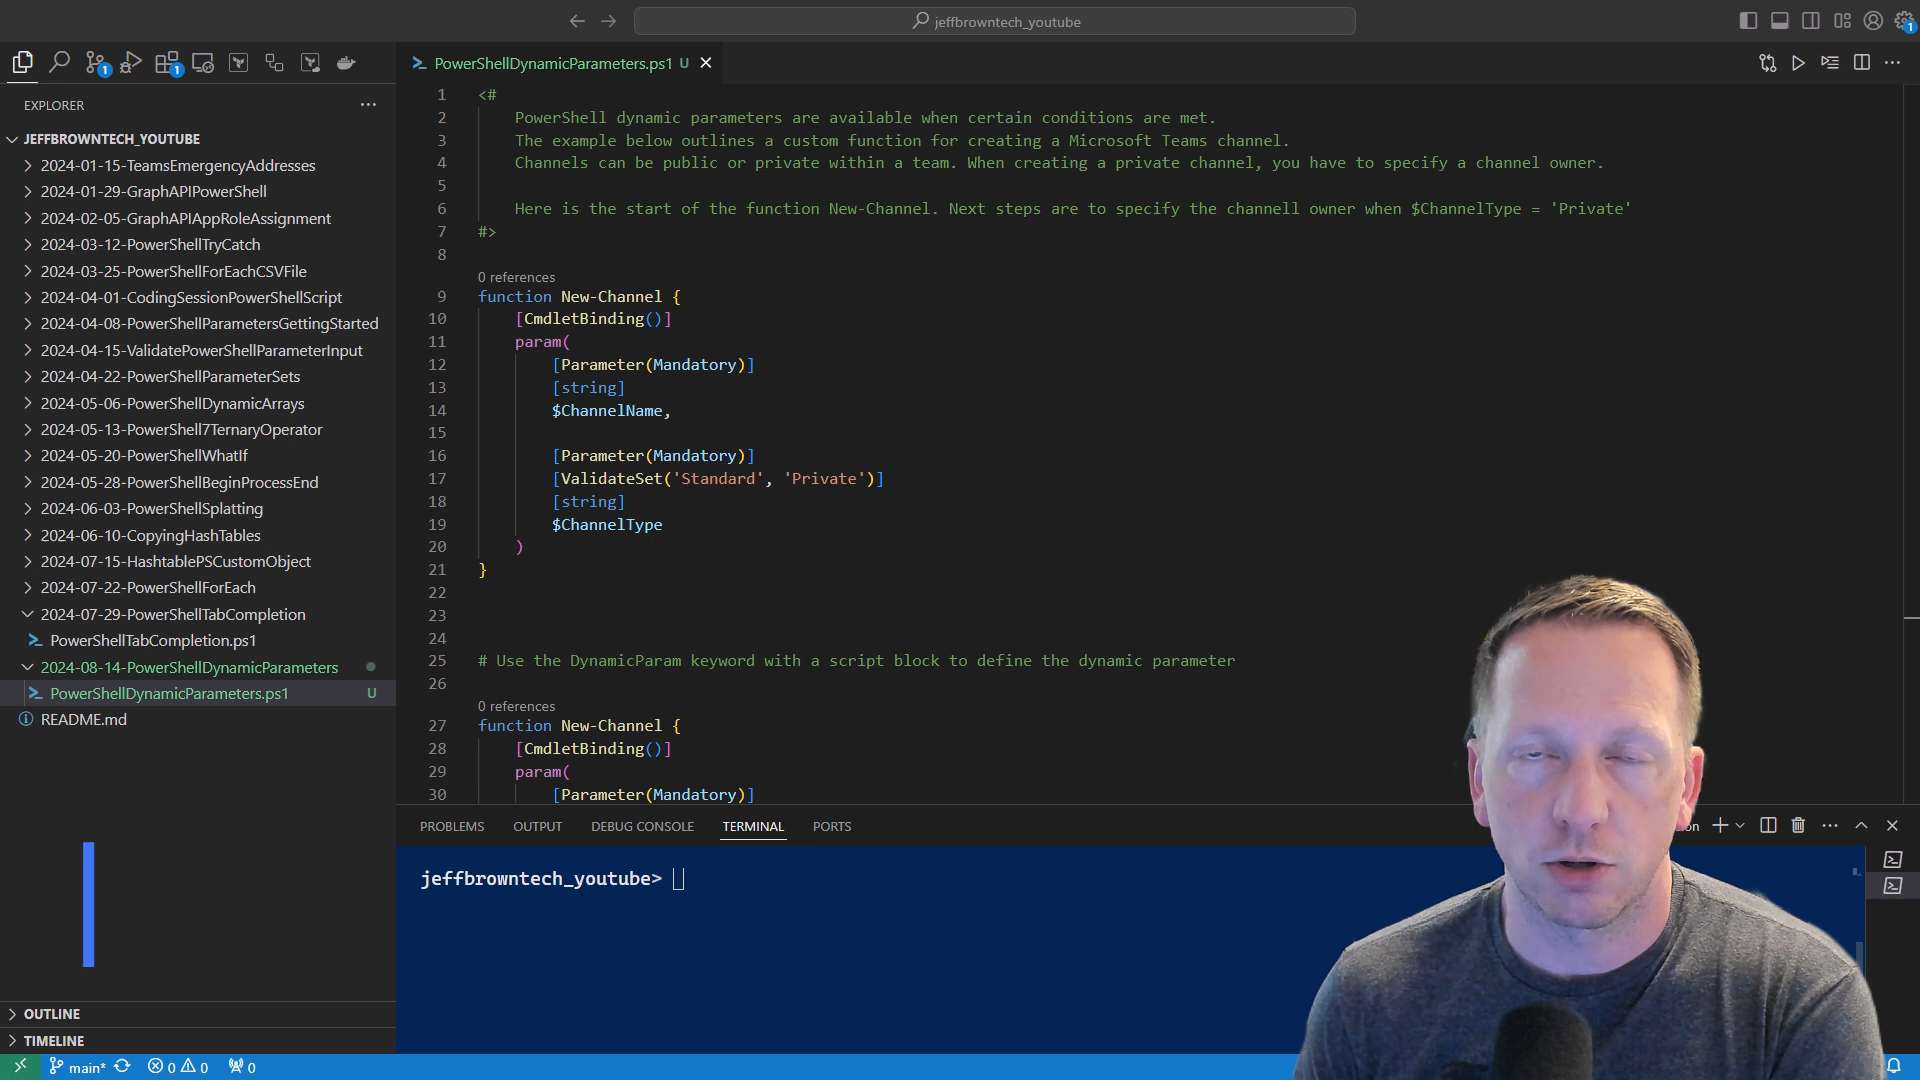 jeffbrowntech_youtube
1
1
1
EXPLORER
JEFFBROWNTECH_YOUTUBE
2024-01-15-TeamsEmergencyAddresses
2024-01-29-GraphAPIPowerShell
2024-02-05-GraphAPIAppRoleAssignment
2024-03-12-PowerShellTryCatch
2024-03-25-PowerShellForEachCSVFile
2024-04-01-CodingSessionPowerShellScript
2024-04-08-PowerShellParametersGettingStarted
2024-04-15-ValidatePowerShellParameterInput
2024-04-22-PowerShellParameterSets
2024-05-06-PowerShellDynamicArrays
2024-05-13-PowerShell7TernaryOperator
2024-05-20-PowerShellWhatIf
2024-05-28-PowerShellBeginProcessEnd
2024-06-03-PowerShellSplatting
2024-06-10-CopyingHashTables
2024-07-15-HashtablePSCustomObject
2024-07-22-PowerShellForEach
2024-07-29-PowerShellTabCompletion
PowerShellTabCompletion.ps1
2024-08-14-PowerShellDynamicParameters
PowerShellDynamicParameters.ps1 U
README.md
OUTLINE
TIMELINE
PowerShellDynamicParameters.ps1 U
1 <#
2 PowerShell dynamic parameters are available when certain conditions are met.
3 The example below outlines a custom function for creating a Microsoft Teams channel.
4 Channels can be public or private within a team. When creating a private channel, you have to specify a channel owner.
5
6 Here is the start of the function New-Channel. Next steps are to specify the channell owner when $ChannelType = 'Private'
7 #>
8
0 references
9 function New-Channel {
10 [CmdletBinding()]
11 param(
12 [Parameter(Mandatory)]
13 [string]
14 $ChannelName,
15
16 [Parameter(Mandatory)]
17 [ValidateSet('Standard', 'Private')]
18 [string]
19 $ChannelType
20 )
21 }
22
23
24
25 # Use the DynamicParam keyword with a script block to define the dynamic parameter
26
0 references
27 function New-Channel {
28 [CmdletBinding()]
29 param(
30 [Parameter(Mandatory)]
PROBLEMS OUTPUT DEBUG CONSOLE TERMINAL PORTS
jeffbrowntech_youtube>
main* 0 0 0